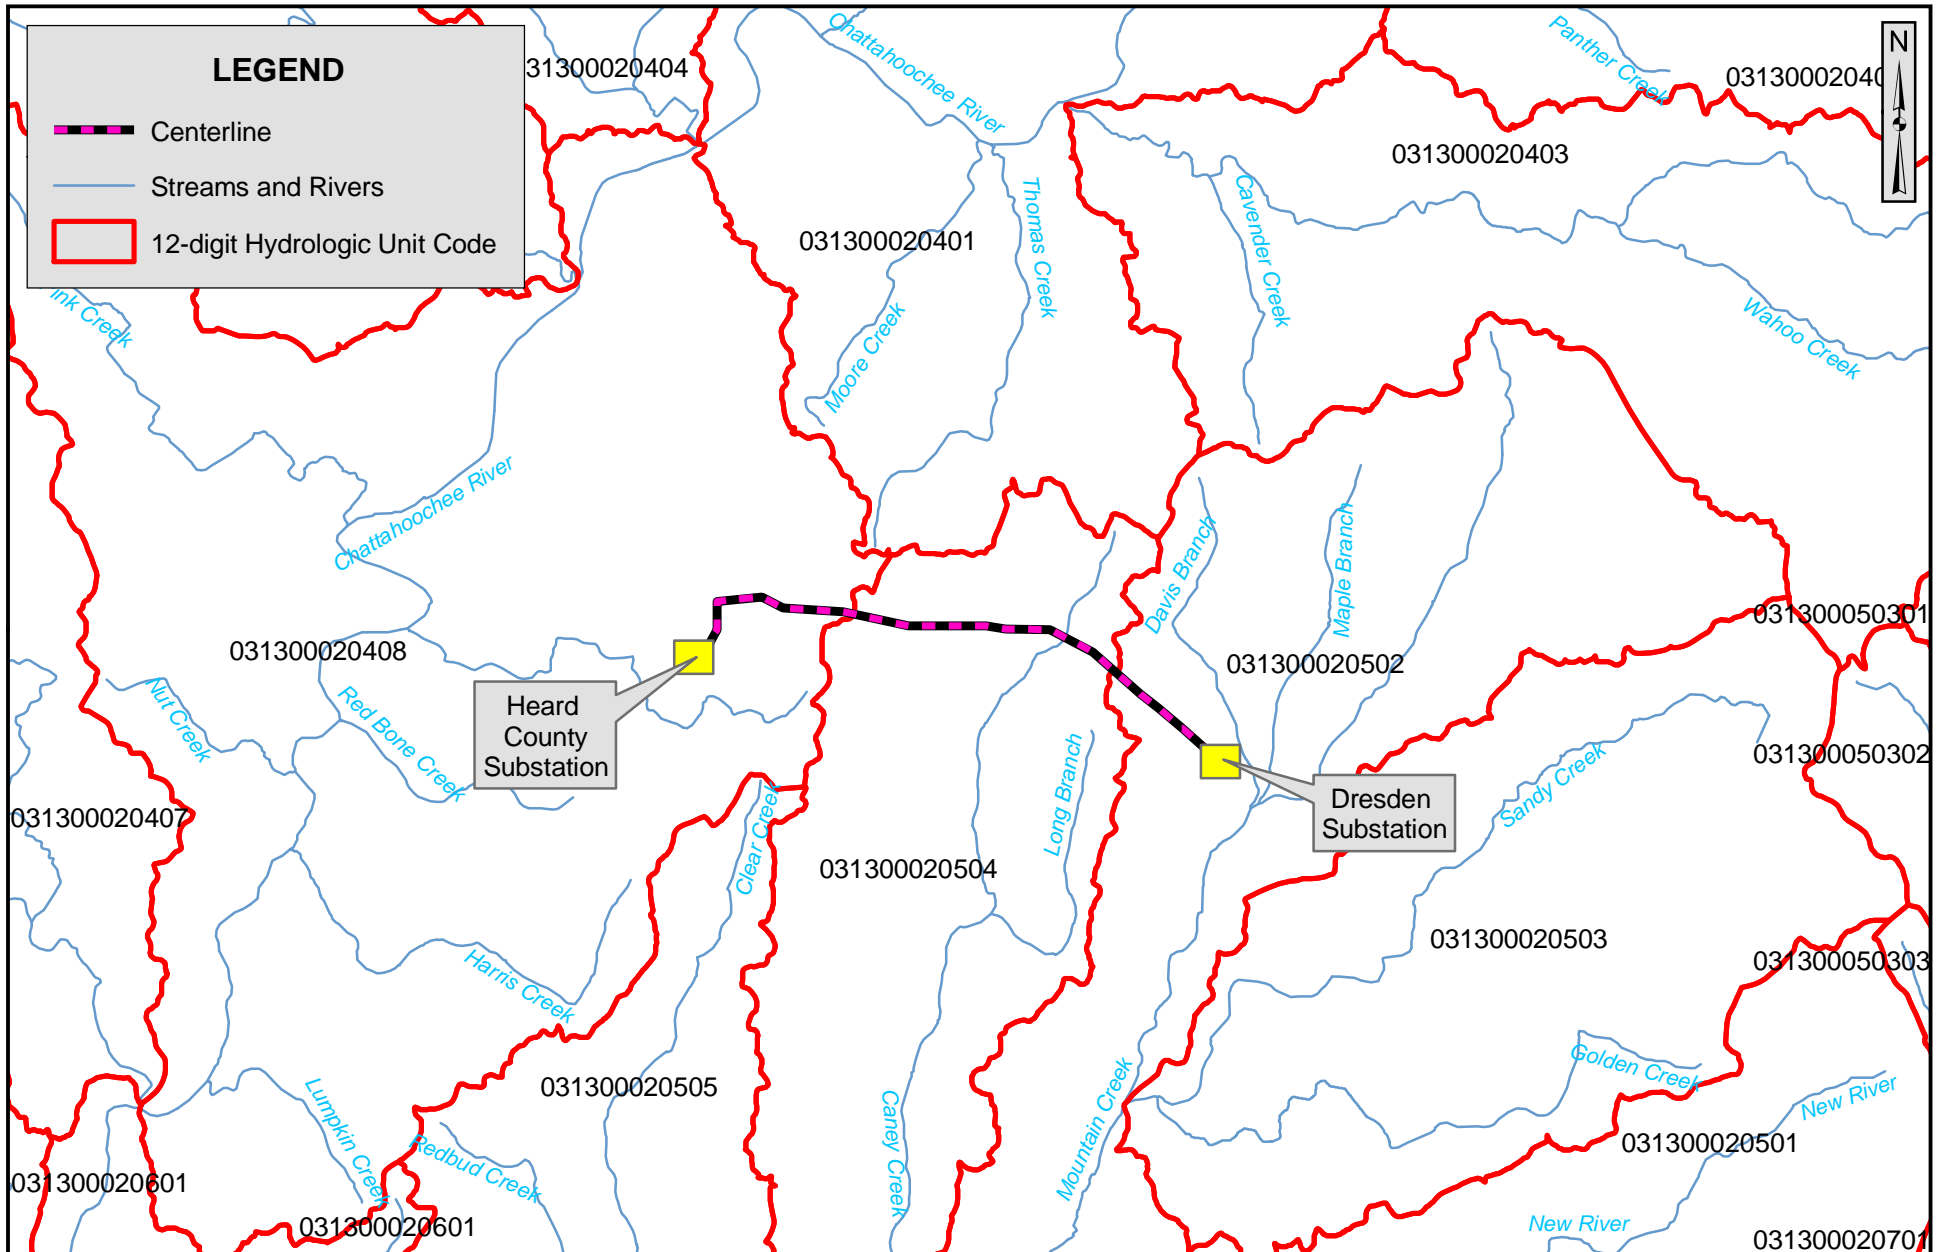 LEGEND
Centerline
Streams and Rivers
12-digit Hydrologic Unit Code
N
31300020404
Chattahoochee River
Panther Creek
03130002040
031300020403
Thomas Creek
Cavender Creek
031300020401
Moore Creek
Wahoo Creek
ink Creek
Chattahoochee River
Davis Branch
Maple Branch
031300050301
031300020408
031300020502
Nut Creek
Red Bone Creek
Heard
County
Substation
Long Branch
Sandy Creek
031300050302
031300020407
Clear Creek
Dresden
Substation
031300020504
031300020503
031300050303
Harris Creek
Golden Creek
031300020505
Lumpkin Creek
Redbud Creek
Caney Creek
Mountain Creek
New River
031300020501
031300020601
031300020601
New River
031300020701